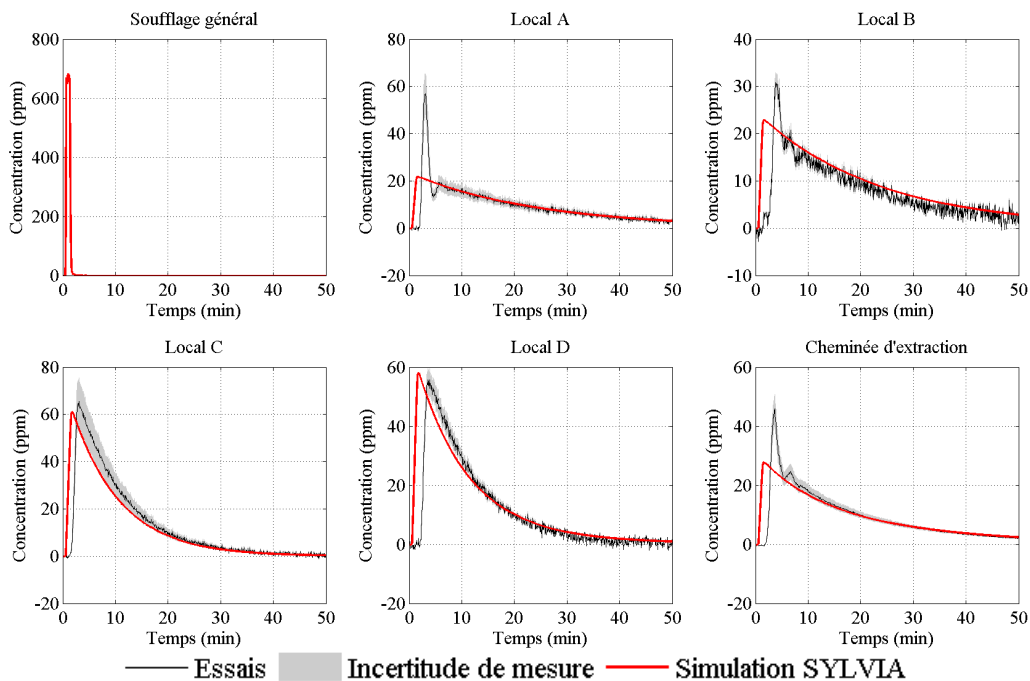 Soufflage général
800
600
400
200
0
0 10 20 30 40 50
Concentration (ppm)
Temps (min)
Local A
80
60
40
20
0
-20
0 10 20 30 40 50
Concentration (ppm)
Temps (min)
Local B
40
30
20
10
0
-10
0 10 20 30 40 50
Concentration (ppm)
Temps (min)
Local C
80
60
40
20
0
-20
0 10 20 30 40 50
Concentration (ppm)
Temps (min)
Local D
60
40
20
0
-20
0 10 20 30 40 50
Concentration (ppm)
Temps (min)
Cheminée d'extraction
60
40
20
0
-20
0 10 20 30 40 50
Concentration (ppm)
Temps (min)
Essais
Incertitude de mesure
Simulation SYLVIA